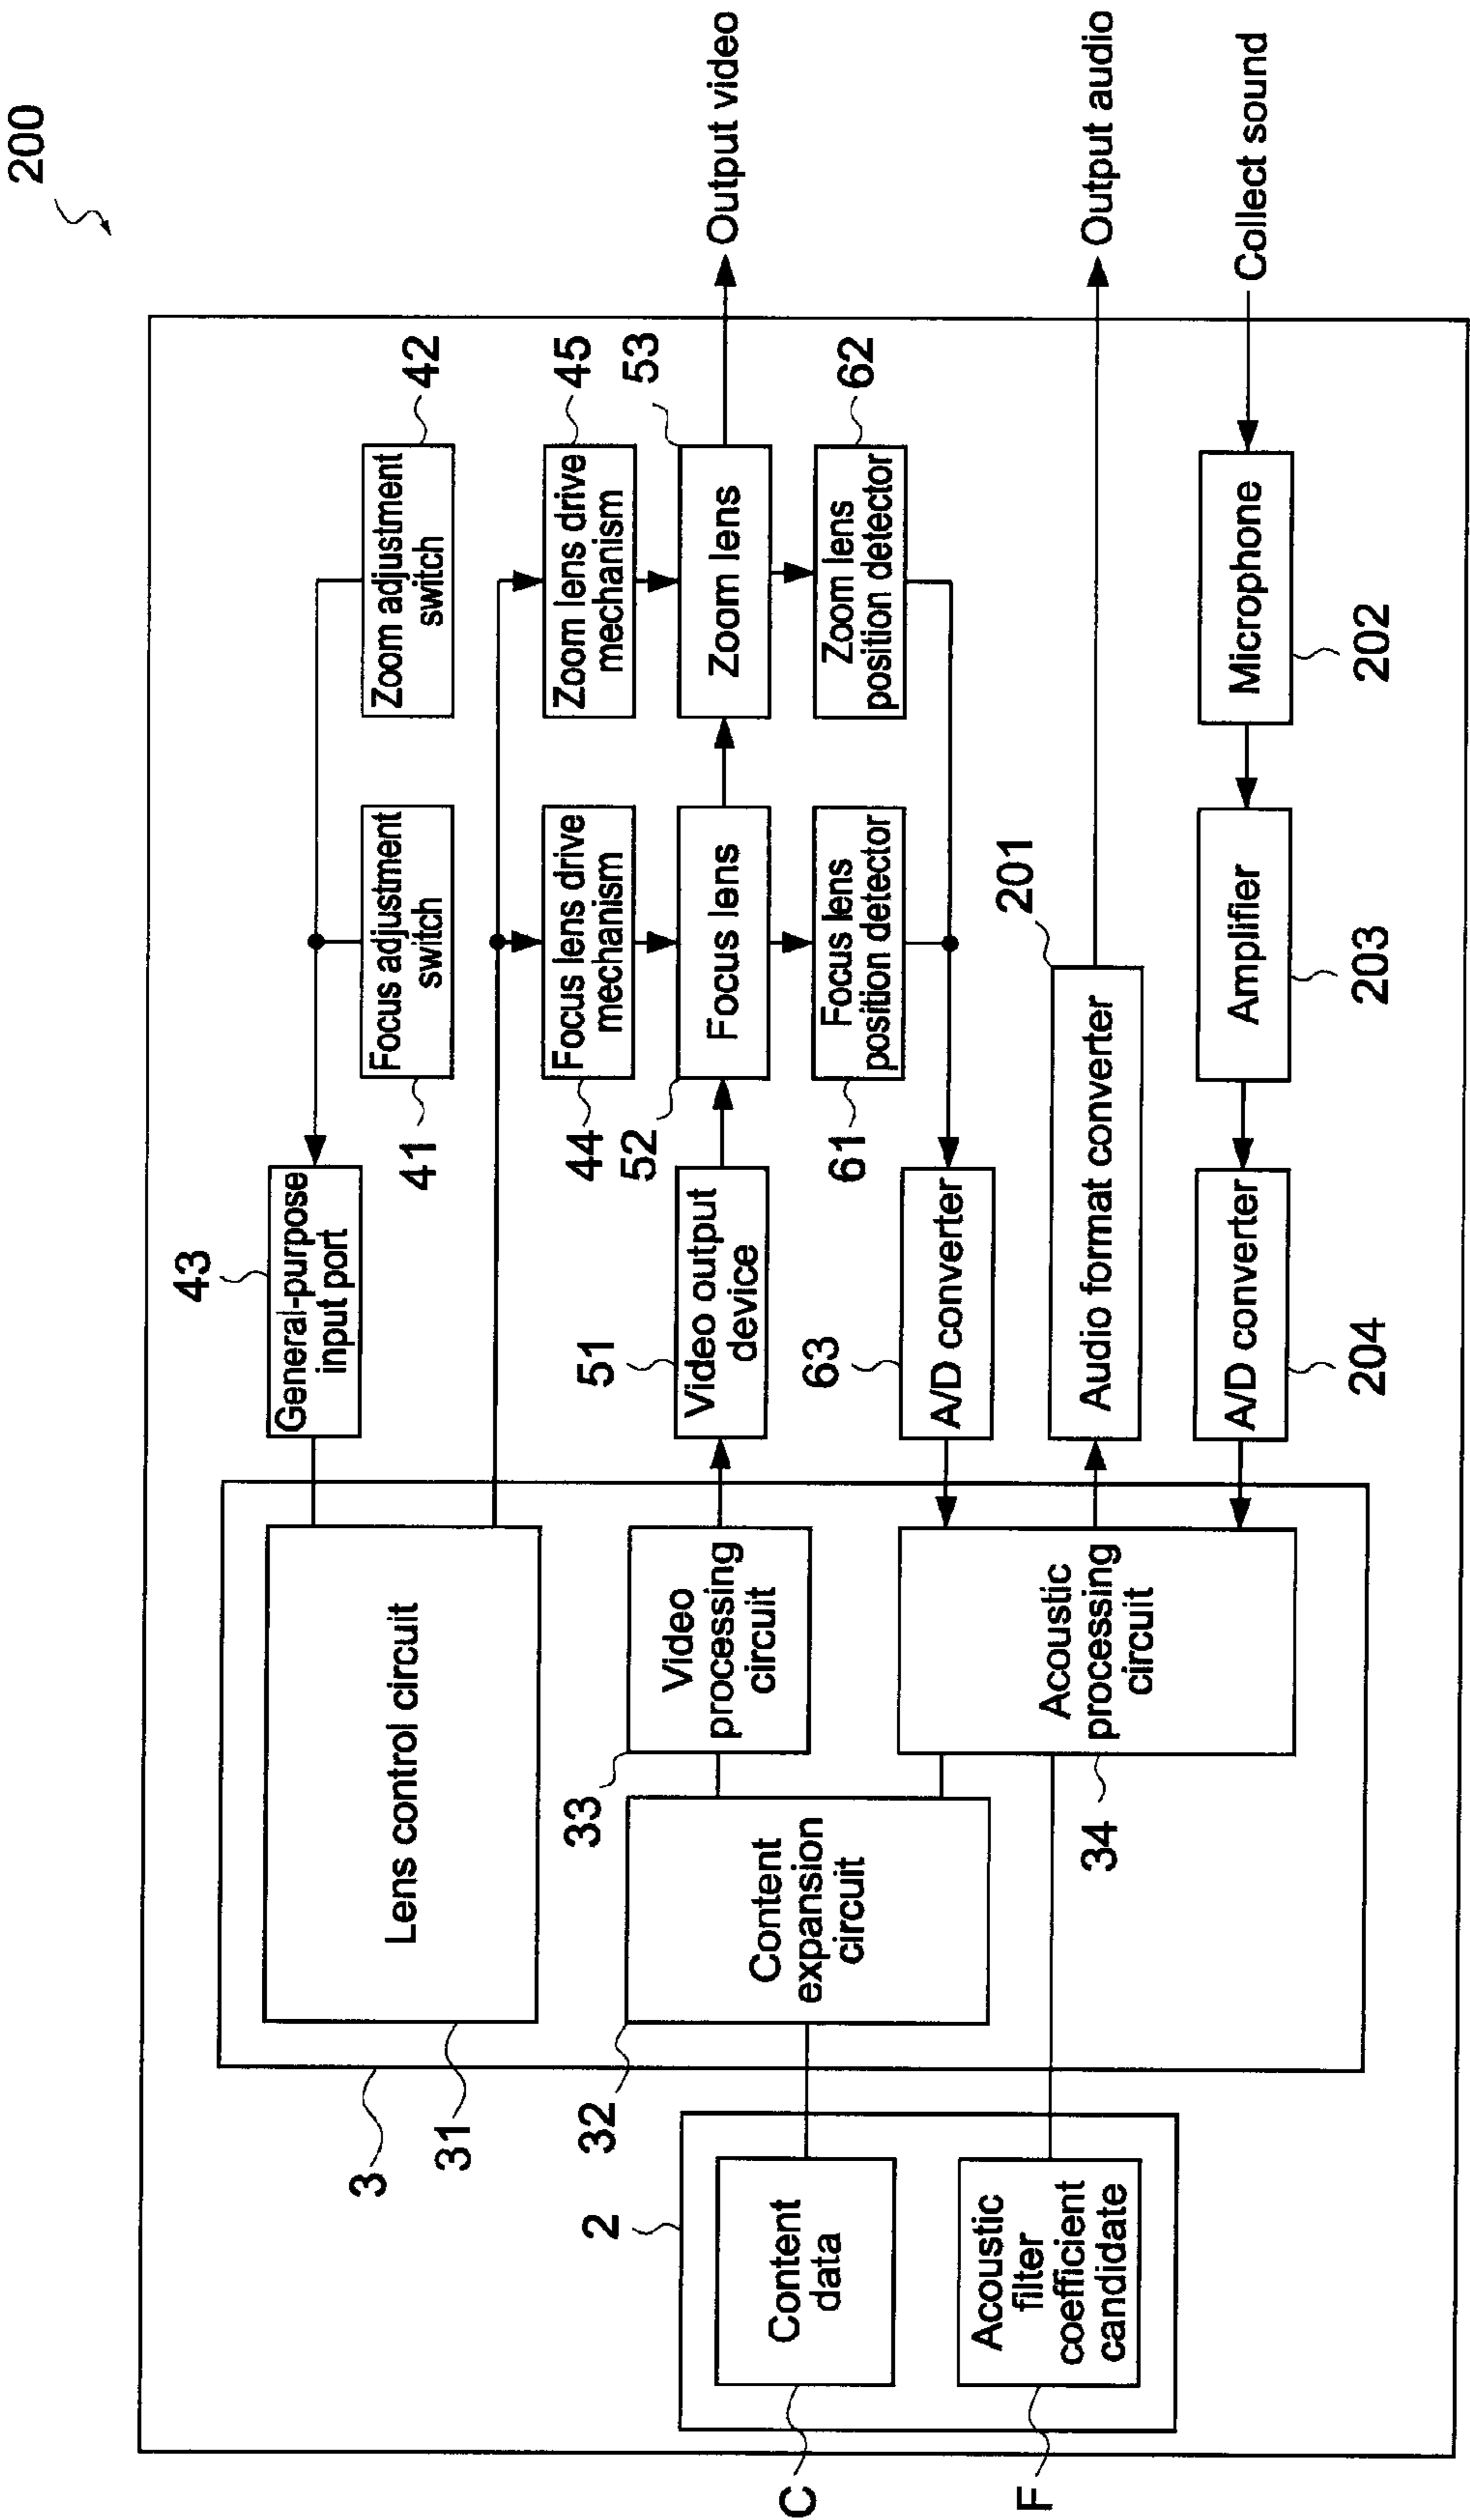 200
43
General-purpose
input port
Focus adjustment
switch
41
Zoom adjustment
switch
42
3
Lens control circuit
31
Focus lens drive
mechanism
44
Zoom lens drive
mechanism
45
33
Video
processing
circuit
51
Video output
device
52
Focus lens
53
Zoom lens
Output video
32
Content
expansion
circuit
2
Content
data
C
Focus lens
position detector
61
Zoom lens
position detector
62
63
A/D converter
Acoustic
processing
circuit
34
201
Audio format converter
Output audio
Acoustic
filter
coefficient
candidate
F
A/D converter
204
Amplifier
203
Microphone
202
Collect sound